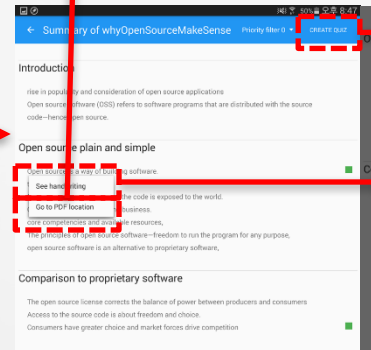 50% 오후 8:47
← Summary of whyOpenSourceMakeSense Priority filter 0 CREATE QUIZ
Introduction
rise in popularity and consideration of open source applications
Open source software (OSS) refers to software programs that are distributed with the source
code—hence open source.
Open source plain and simple
Open source is a way of building software.
See handwriting
the code is exposed to the world.
Go to PDF location
business.
core competencies and available resources,
The principles of open source software—freedom to run the program for any purpose,
open source software is an alternative to proprietary software,
Comparison to proprietary software
The open source license corrects the balance of power between producers and consumers
Access to the source code is about freedom and choice.
Consumers have greater choice and market forces drive competition